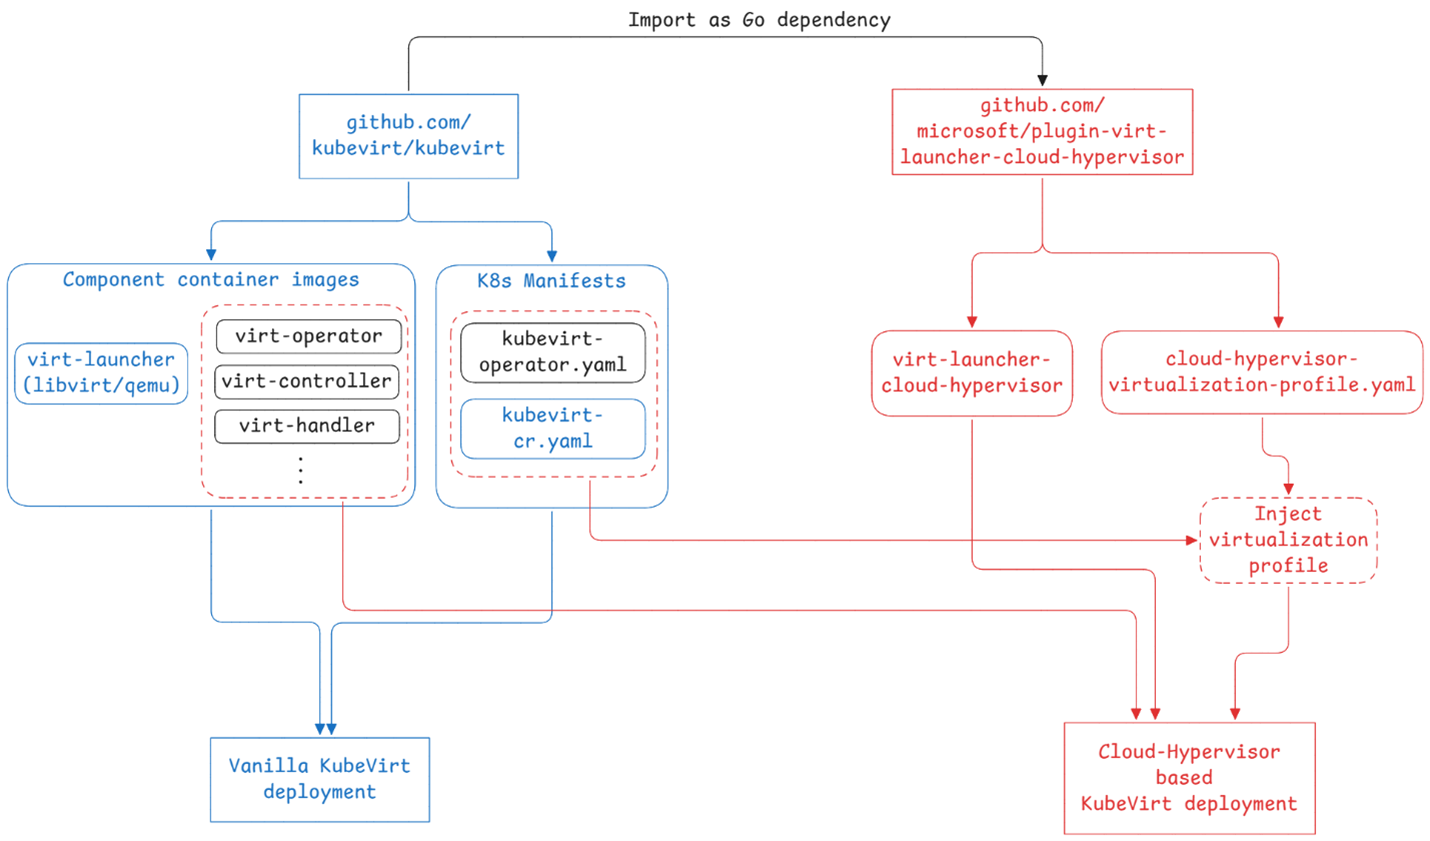 Import as Go dependency
github.com/
kubevirt/kubevirt
github.com/
microsoft/plugin-virt-
launcher-cloud-hypervisor
Component container images
virt-launcher
(libvirt/qemu)
virt-operator
virt-controller
virt-handler
K8s Manifests
kubevirt-
operator.yaml
kubevirt-
cr.yaml
virt-launcher-
cloud-hypervisor
cloud-hypervisor-
virtualization-profile.yaml
Inject
virtualization
profile
Vanilla KubeVirt
deployment
Cloud-Hypervisor
based
KubeVirt deployment